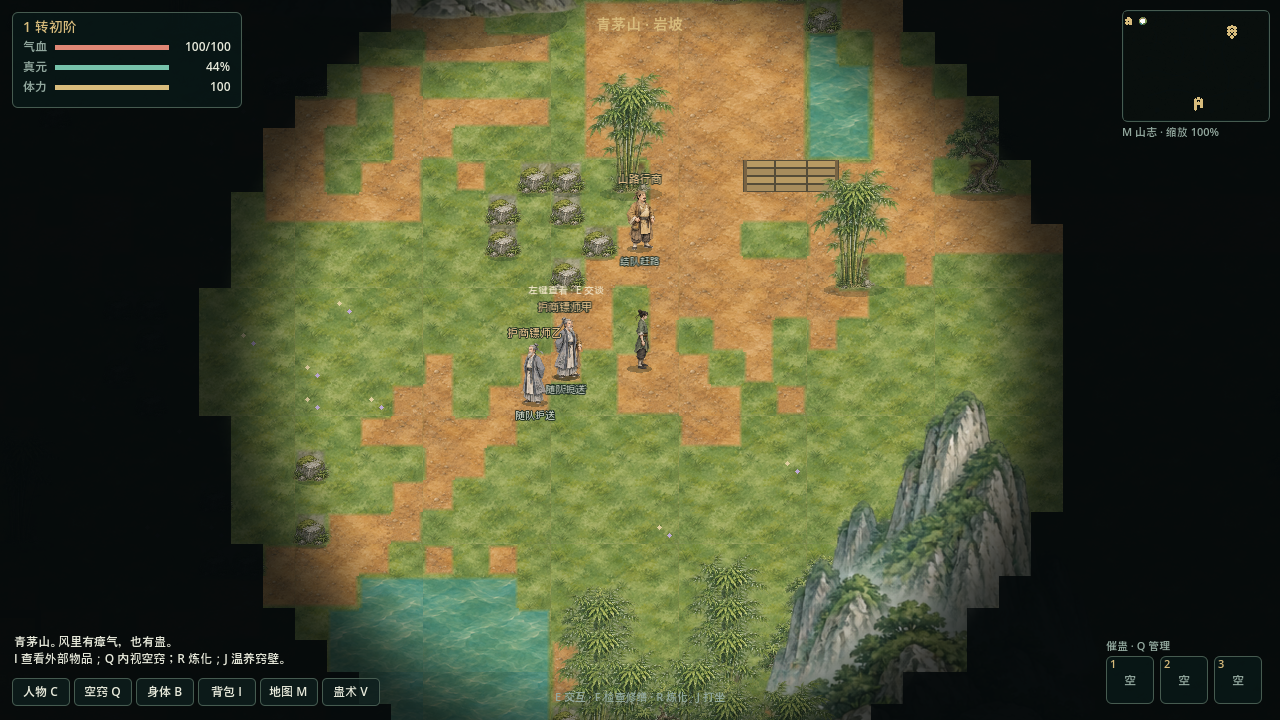 1 转初阶
气血 100/100
真元 44%
体力 100
青茅山 · 岩坡
M 山志 · 缩放 100%
山路行商
结队赶路
左键查看 · E 交谈
护商镖师甲
护商镖师乙
随队护送
随队护送
青茅山。风里有瘴气，也有蛊。
I 查看外部物品；Q 内视空窍；R 炼化；J 温养窍壁。
人物 C
空窍 Q
身体 B
背包 I
地图 M
蛊术 V
催蛊 · Q 管理
1 空
2 空
3 空